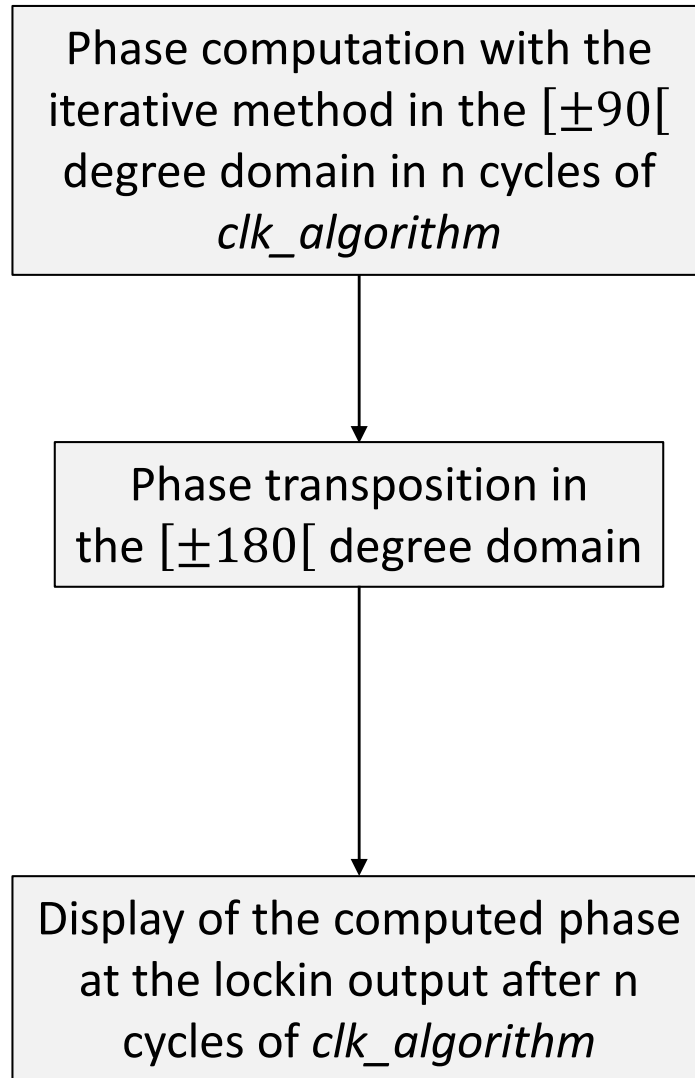 Phase computation with the
iterative method in the [±90[
degree domain in n cycles of
clk_algorithm
Phase transposition in
the [±180[ degree domain
Display of the computed phase
at the lockin output after n
cycles of clk_algorithm